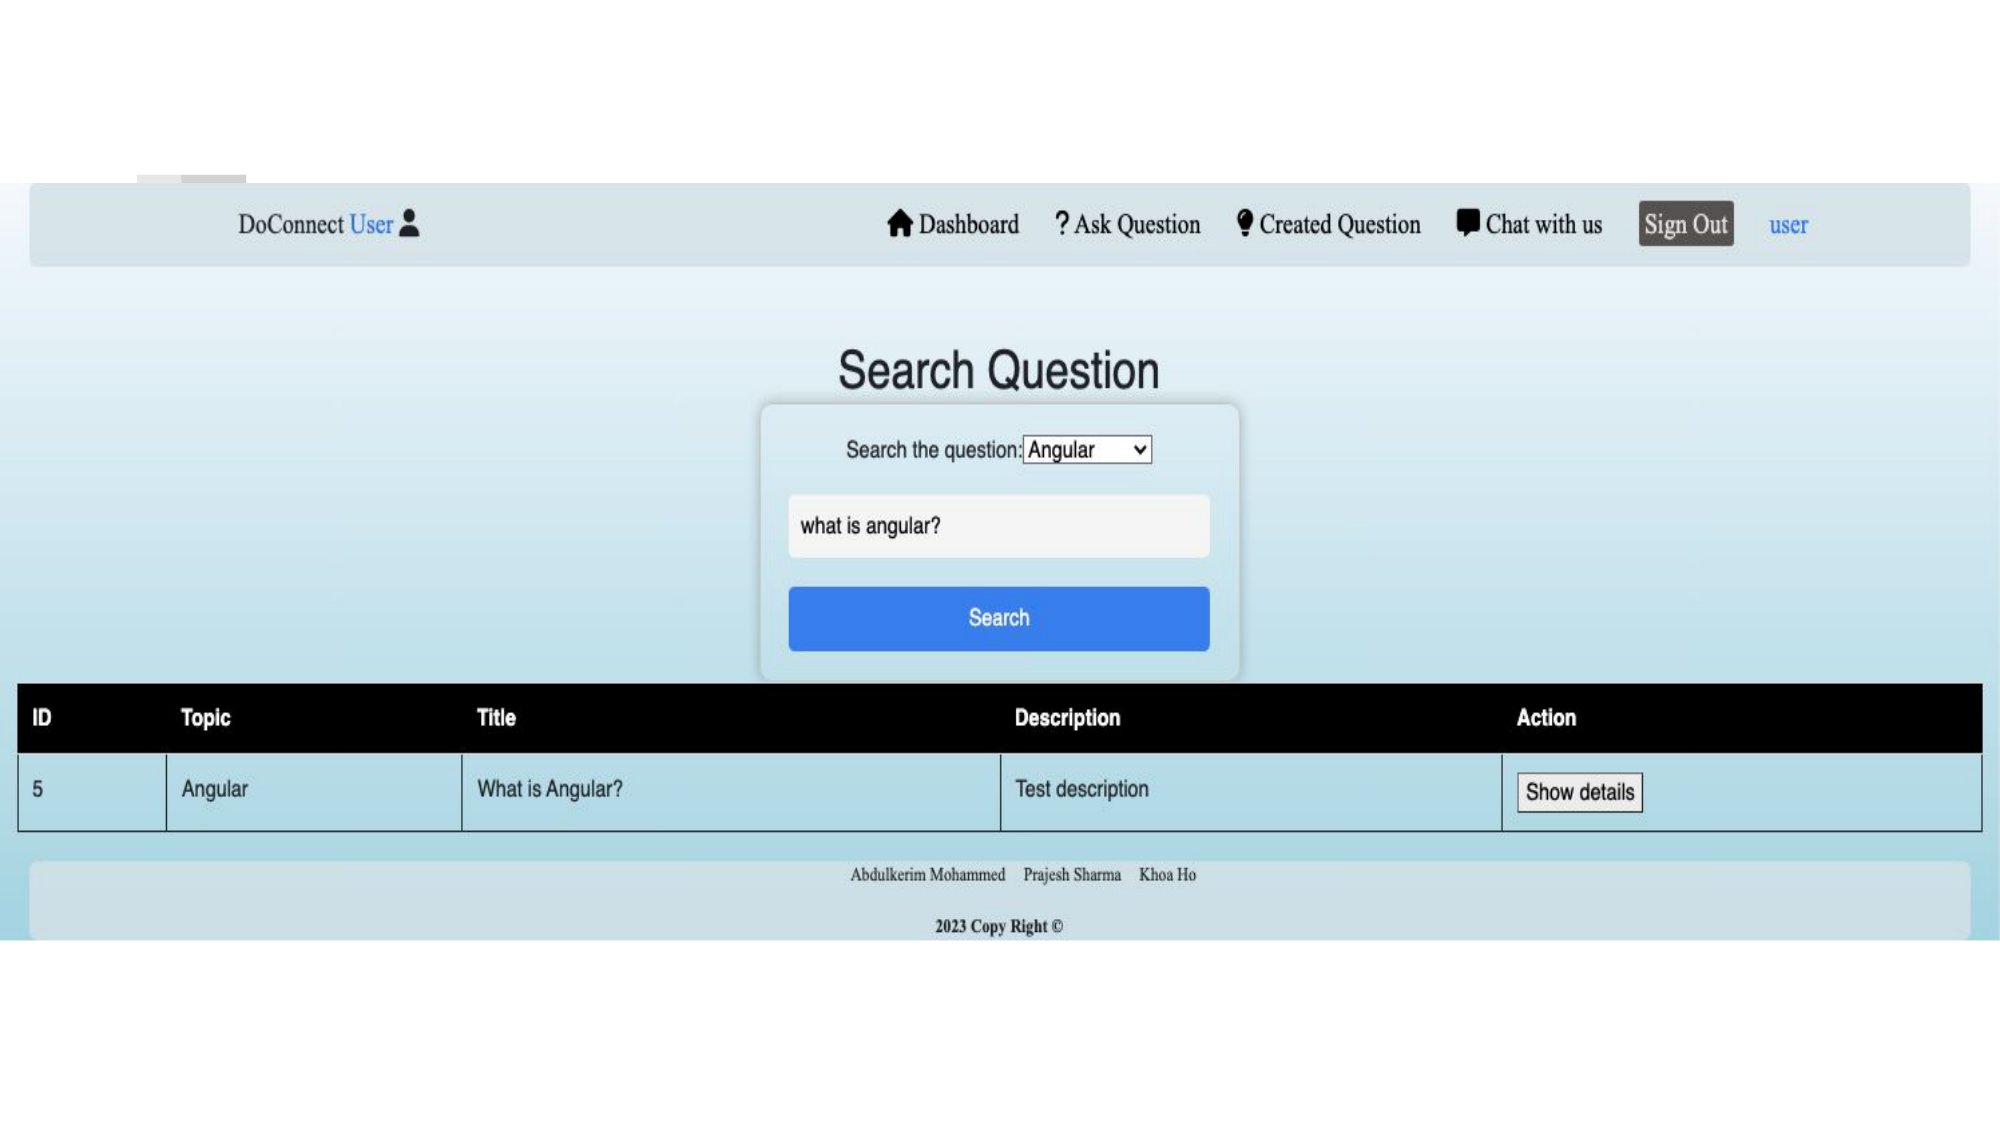 DoConnect User Dashboard ? Ask Question Created Question Chat with us Sign Out user
Search Question
Search the question: Angular
what is angular?
Search
ID Topic Title Description Action
5 Angular What is Angular? Test description Show details
Abdulkerim Mohammed Prajesh Sharma Khoa Ho
2023 Copy Right ©